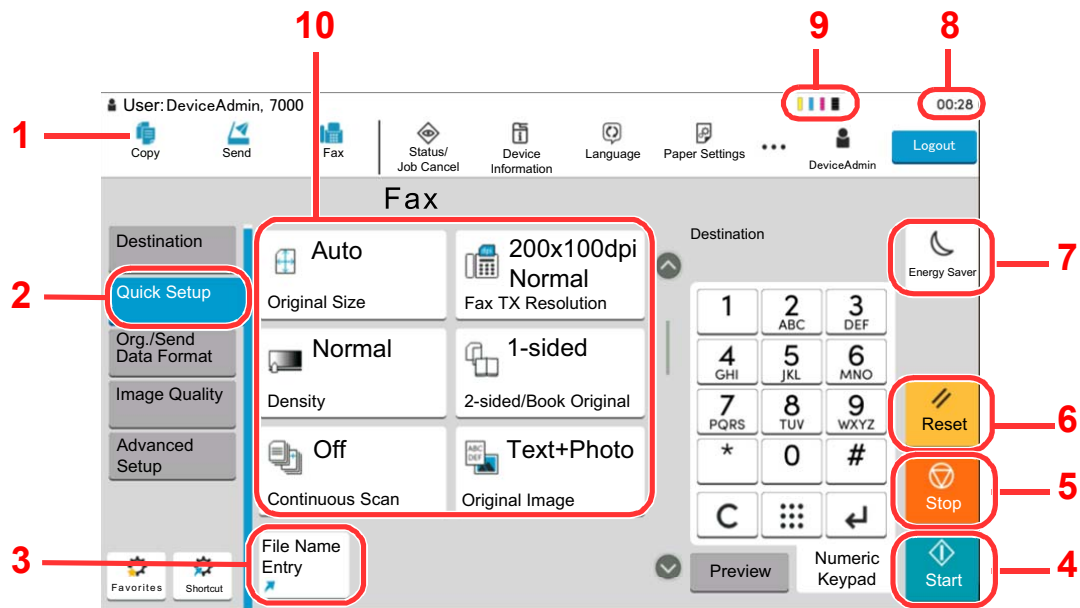 10
9
8
User: DeviceAdmin, 7000
00:28
1
Copy
Send
Fax
Status/
Job Cancel
Device
Information
Language
Paper Settings
DeviceAdmin
Logout
Fax
Destination
2
Quick Setup
Org./Send
Data Format
Image Quality
Advanced
Setup
Auto
Original Size
200x100dpi
Normal
Fax TX Resolution
Normal
Density
1-sided
2-sided/Book Original
Off
Continuous Scan
ABC
DEF
Text+Photo
Original Image
3
File Name
Entry
Favorites
Shortcut
Destination
1
2
ABC
3
DEF
4
GHI
5
JKL
6
MNO
7
PQRS
8
TUV
9
WXYZ
*
0
#
C
Preview
Numeric
Keypad
Energy Saver
7
Reset
6
Stop
5
Start
4